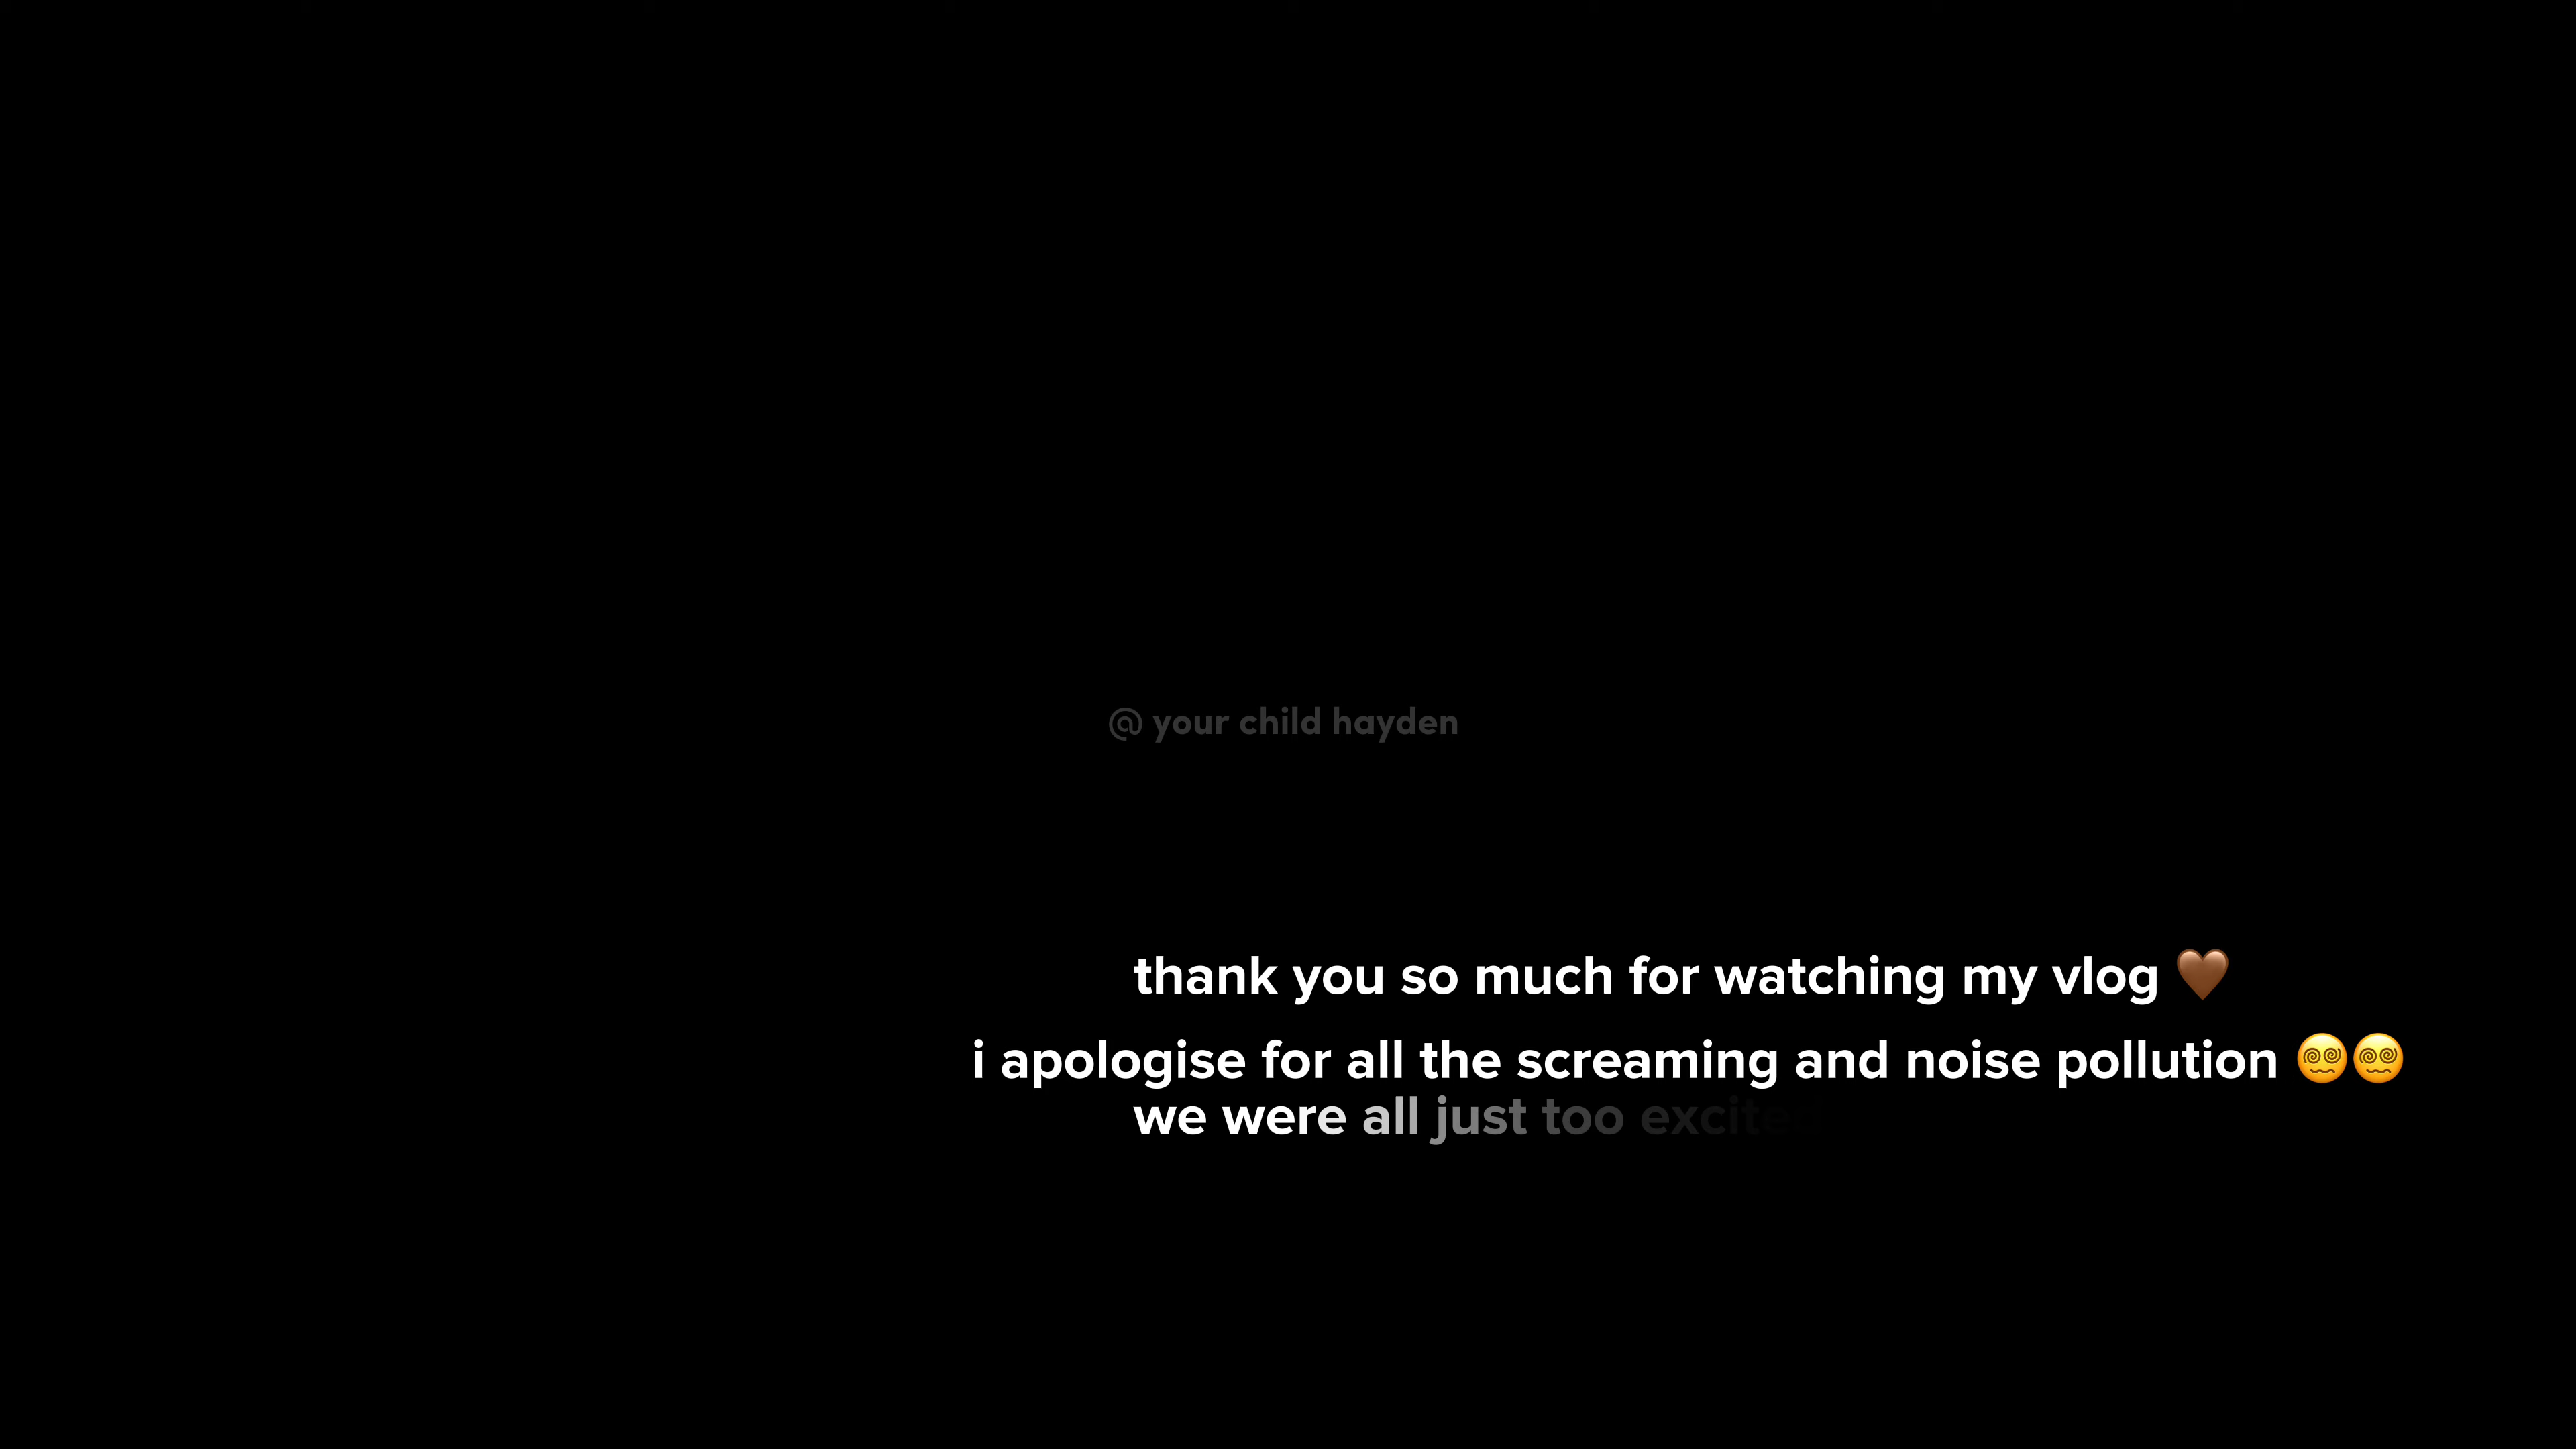 @ your child hayden
thank you so much for watching my vlog 🤎
i apologise for all the screaming and noise pollution 😵‍💫😵‍💫
we were all just too excited